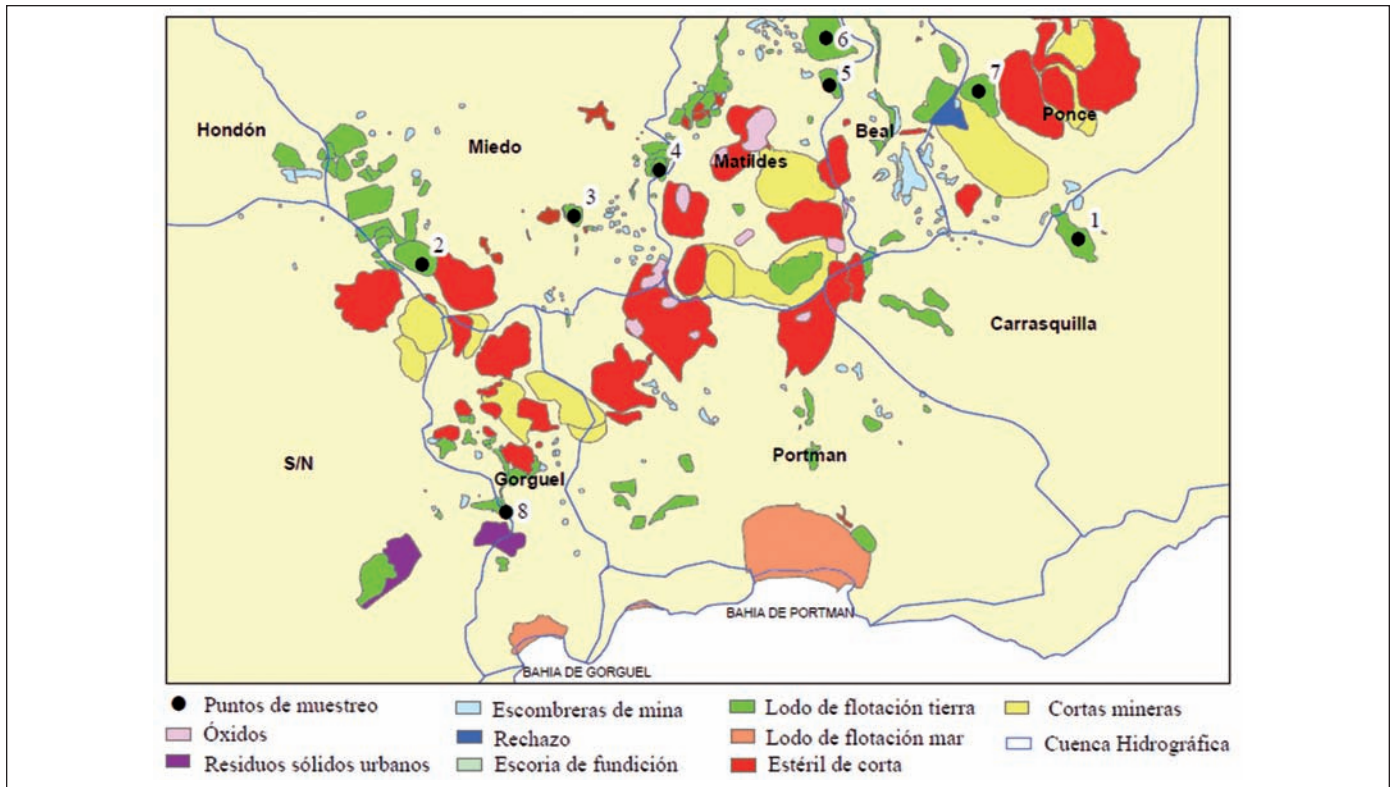 6
5
7
Hondón
Miedo
Beal
Ponce
4
Matildes
3
1
2
Carrasquilla
S/N
Portman
Gorguel
8
BAHIA DE PORTMAN
BAHIA DE GORGUEL
Puntos de muestreo
Escombreras de mina
Lodo de flotación tierra
Cortas mineras
Óxidos
Rechazo
Lodo de flotación mar
Cuenca Hidrográfica
Residuos sólidos urbanos
Escoria de fundición
Estéril de corta